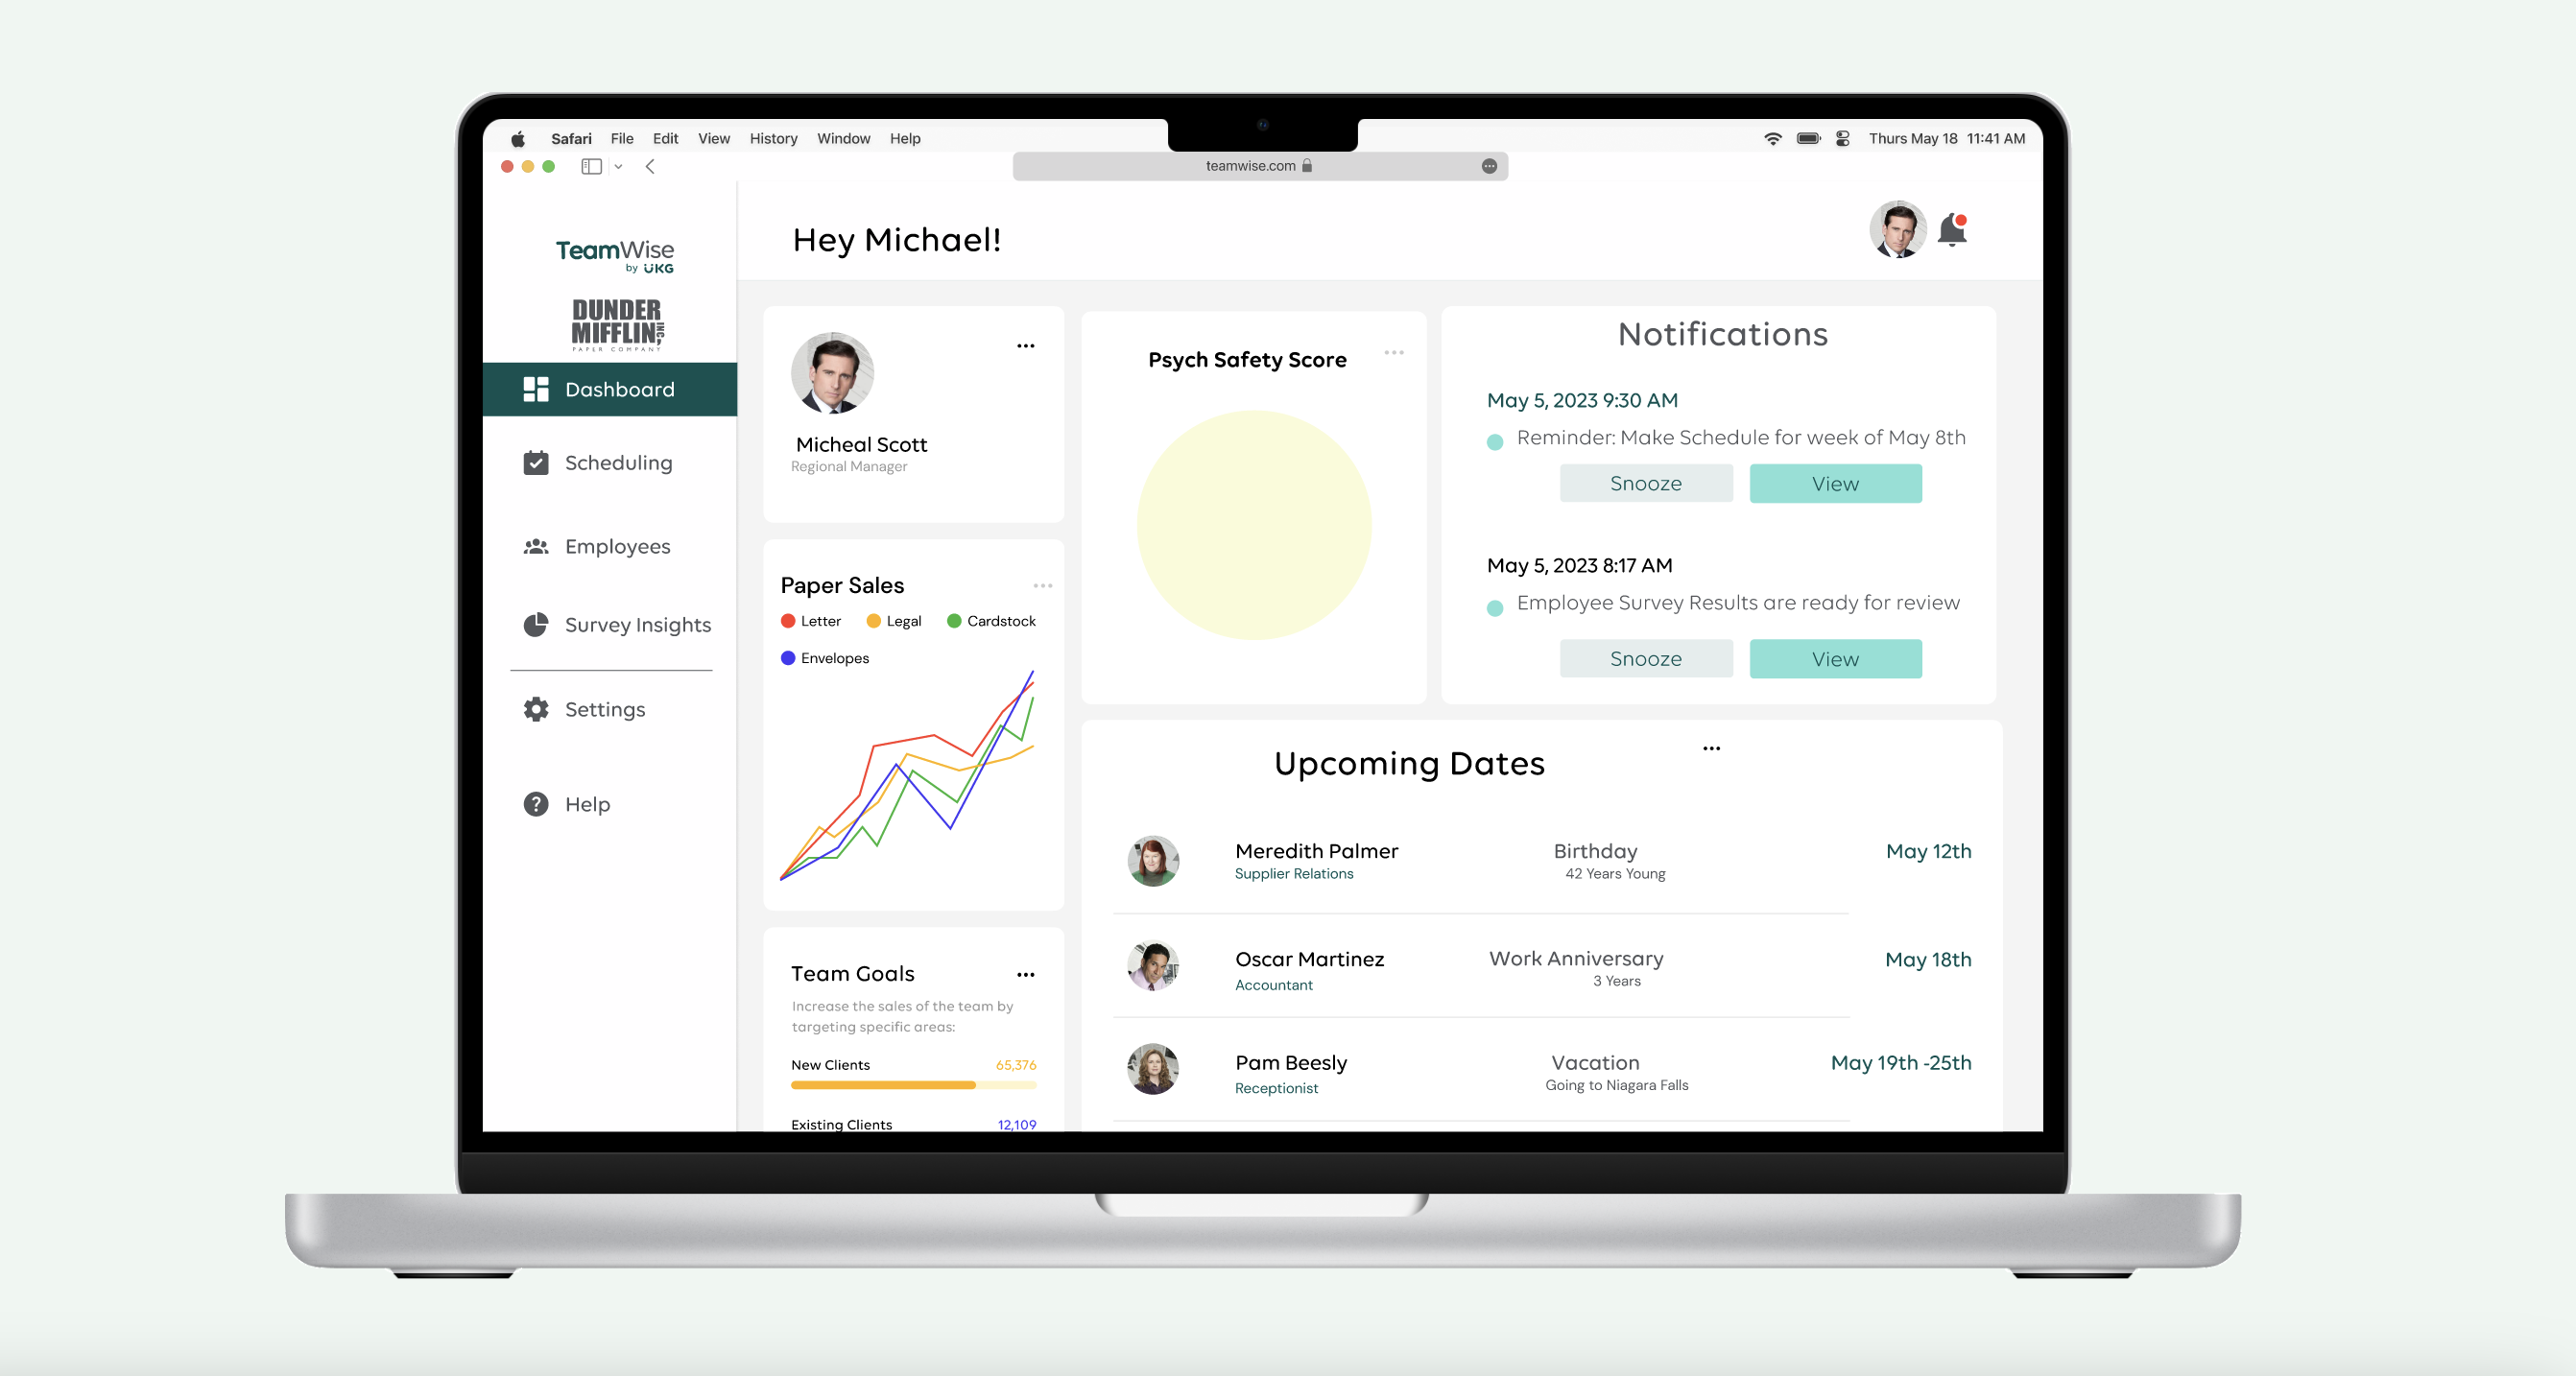 Safari File Edit View History Window Help
Thurs May 18 11:41 AM
teamwise.com
TeamWise
by UKG
DUNDER
MIFFLIN, INC.
PAPER COMPANY
Dashboard
Scheduling
Employees
Survey Insights
Settings
Help
Hey Michael!
Micheal Scott
Regional Manager
Paper Sales
Letter Legal Cardstock
Envelopes
Team Goals
Increase the sales of the team by
targeting specific areas:
New Clients 65,376
Existing Clients 12,109
Psych Safety Score
Notifications
May 5, 2023 9:30 AM
Reminder: Make Schedule for week of May 8th
Snooze View
May 5, 2023 8:17 AM
Employee Survey Results are ready for review
Snooze View
Upcoming Dates
Meredith Palmer Birthday May 12th
Supplier Relations 42 Years Young
Oscar Martinez Work Anniversary May 18th
Accountant 3 Years
Pam Beesly Vacation May 19th -25th
Receptionist Going to Niagara Falls